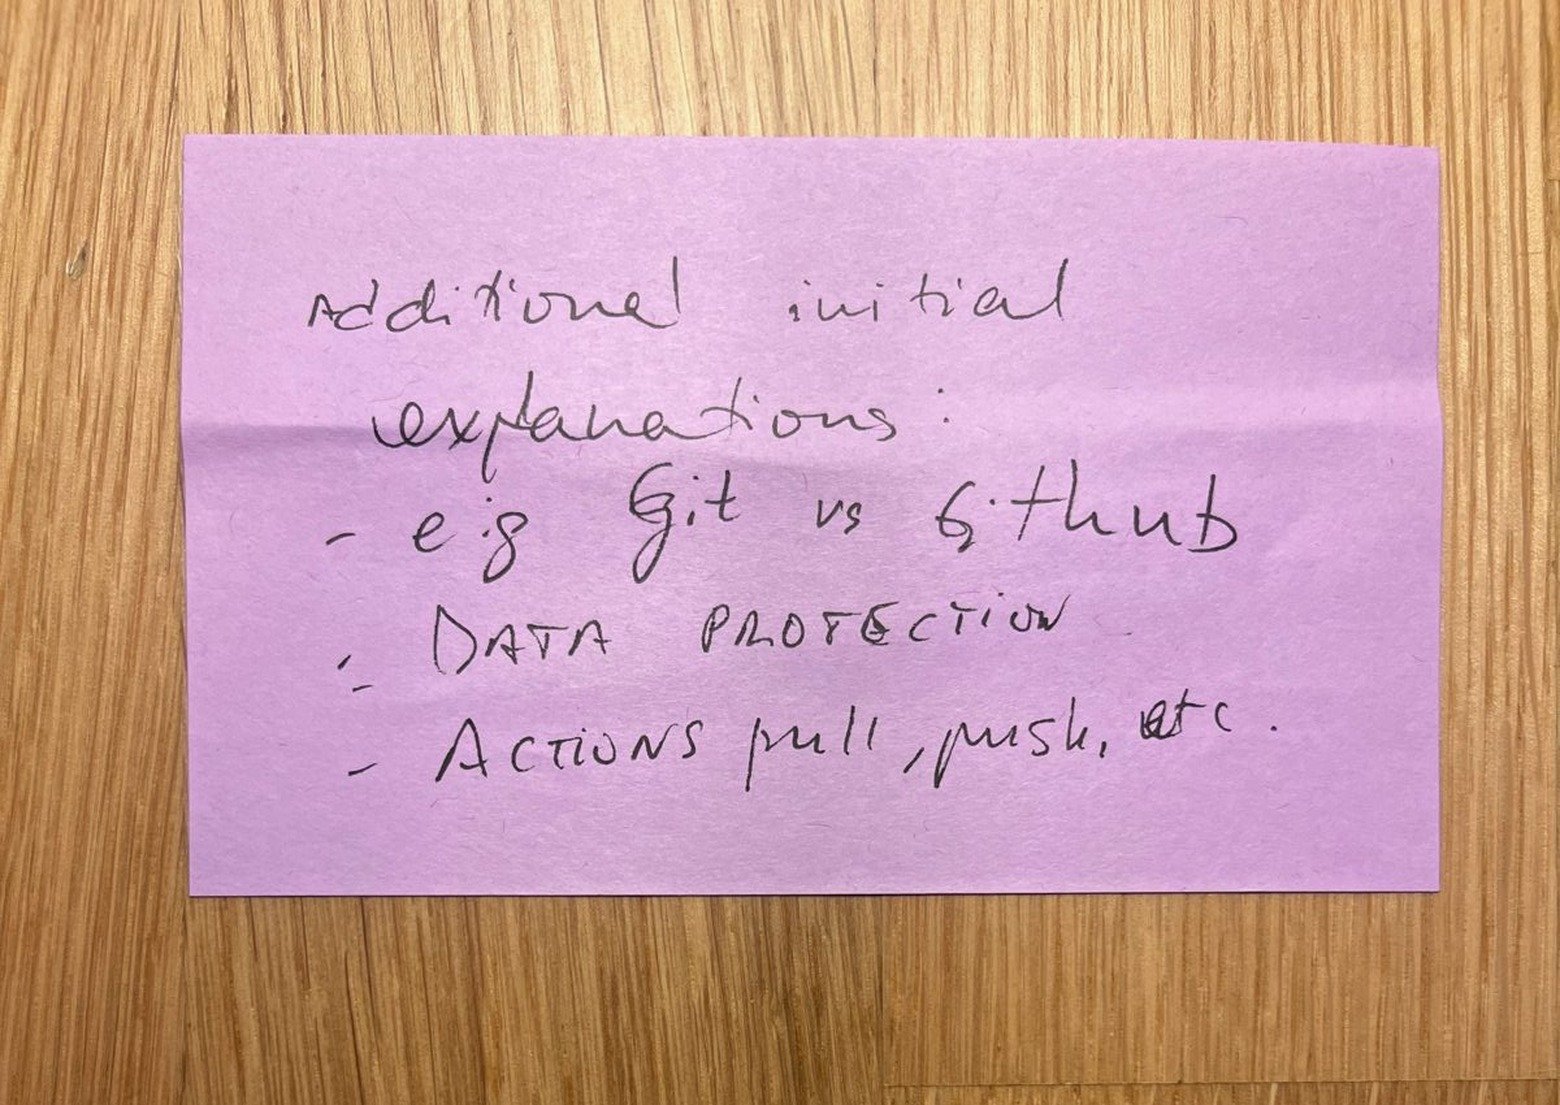 Additional initial
explanations:
- e.g Git vs Github
- DATA PROTECTION
- ACTIONS pull, push, etc.